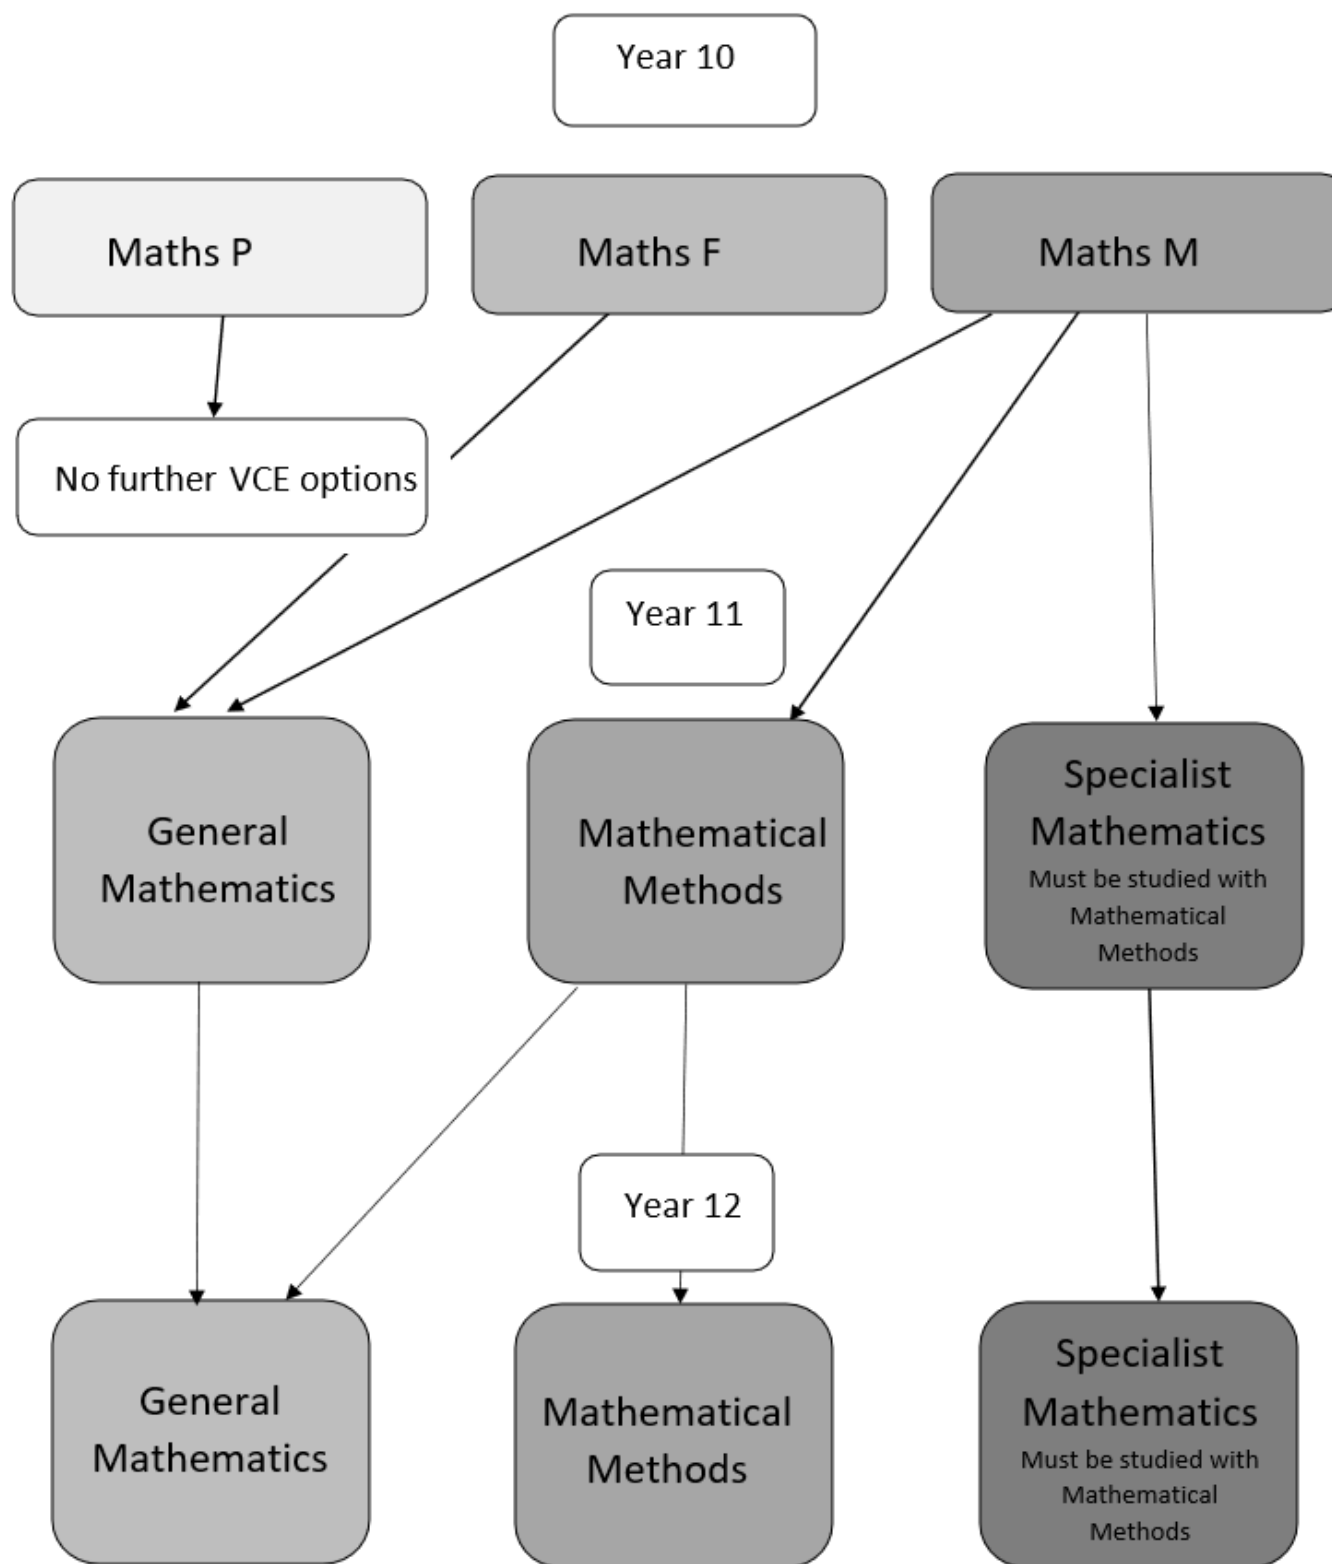 Year 10
Maths P
Maths F
Maths M
No further VCE options
Year 11
General
Mathematics
Mathematical
Methods
Specialist
Mathematics
Must be studied with
Mathematical
Methods
Year 12
General
Mathematics
Mathematical
Methods
Specialist
Mathematics
Must be studied with
Mathematical
Methods